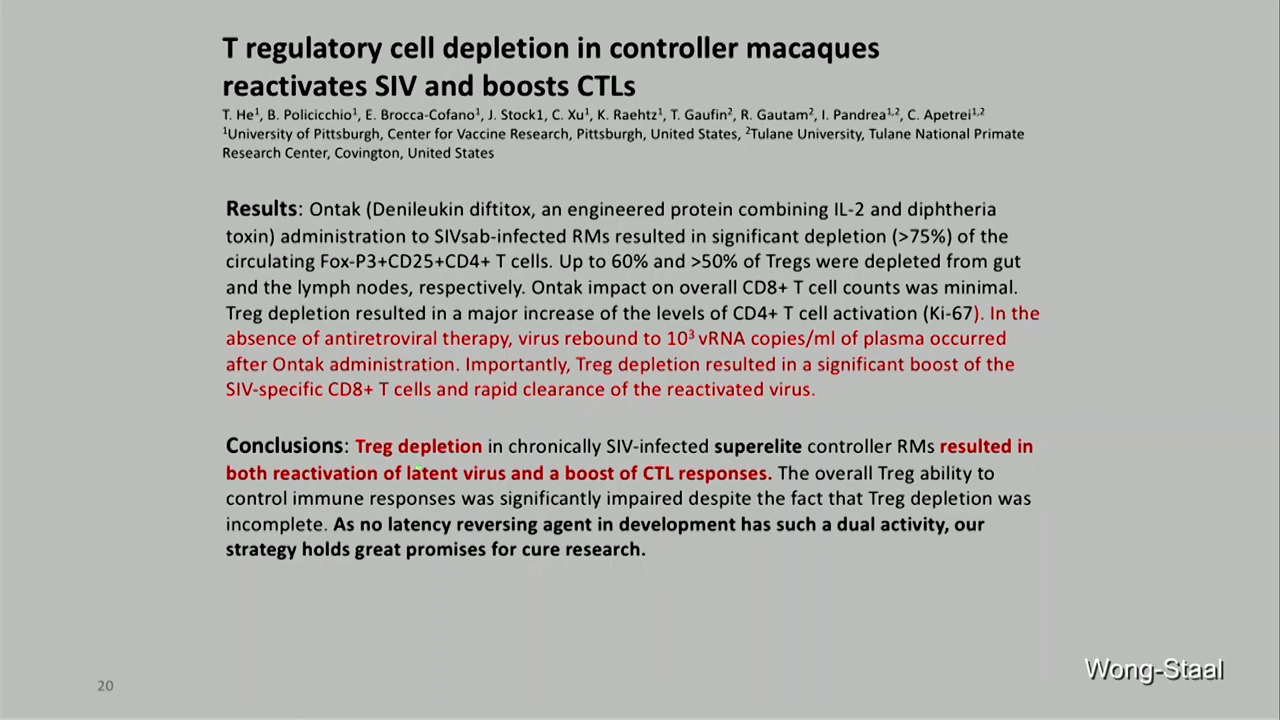 T regulatory cell depletion in controller macaques
reactivates SIV and boosts CTLs
T. He¹, B. Policicchio¹, E. Brocca-Cofano¹, J. Stock1, C. Xu¹, K. Raehtz¹, T. Gaufin², R. Gautam², I. Pandrea¹,², C. Apetrei¹,²
¹University of Pittsburgh, Center for Vaccine Research, Pittsburgh, United States, ²Tulane University, Tulane National Primate
Research Center, Covington, United States
Results: Ontak (Denileukin diftitox, an engineered protein combining IL-2 and diphtheria
toxin) administration to SIVsab-infected RMs resulted in significant depletion (>75%) of the
circulating Fox-P3+CD25+CD4+ T cells. Up to 60% and >50% of Tregs were depleted from gut
and the lymph nodes, respectively. Ontak impact on overall CD8+ T cell counts was minimal.
Treg depletion resulted in a major increase of the levels of CD4+ T cell activation (Ki-67). In the
absence of antiretroviral therapy, virus rebound to 10³ vRNA copies/ml of plasma occurred
after Ontak administration. Importantly, Treg depletion resulted in a significant boost of the
SIV-specific CD8+ T cells and rapid clearance of the reactivated virus.
Conclusions: Treg depletion in chronically SIV-infected superelite controller RMs resulted in
both reactivation of latent virus and a boost of CTL responses. The overall Treg ability to
control immune responses was significantly impaired despite the fact that Treg depletion was
incomplete. As no latency reversing agent in development has such a dual activity, our
strategy holds great promises for cure research.
Wong-Staal
20